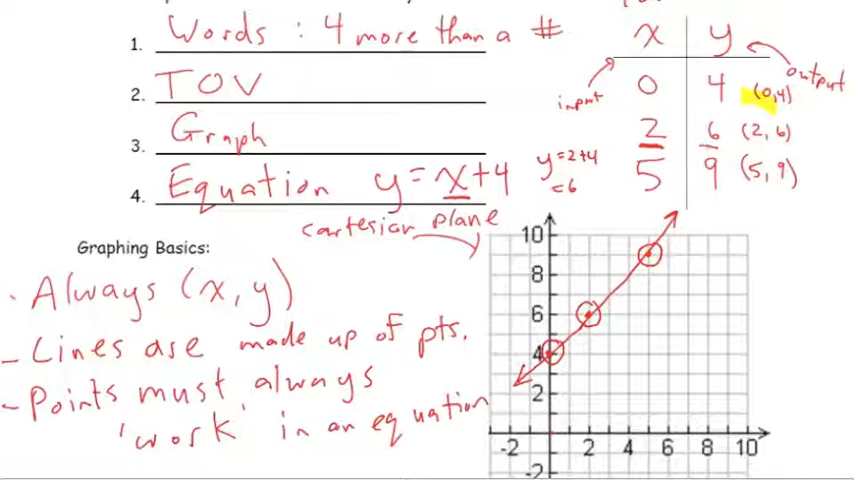 1. Words : 4 more than a #
2. TOV
3. Graph
4. Equation y=x+4
x y
input
output
0 4 (0,4)
2 6 (2, 6)
5 9 (5, 9)
y=2+4
=6
cartesian plane
Graphing Basics:
· Always (x, y)
- Lines are made up of pts.
- Points must always
'work' in an equation
10
8
6
4
2
-2 2 4 6 8 10
-2